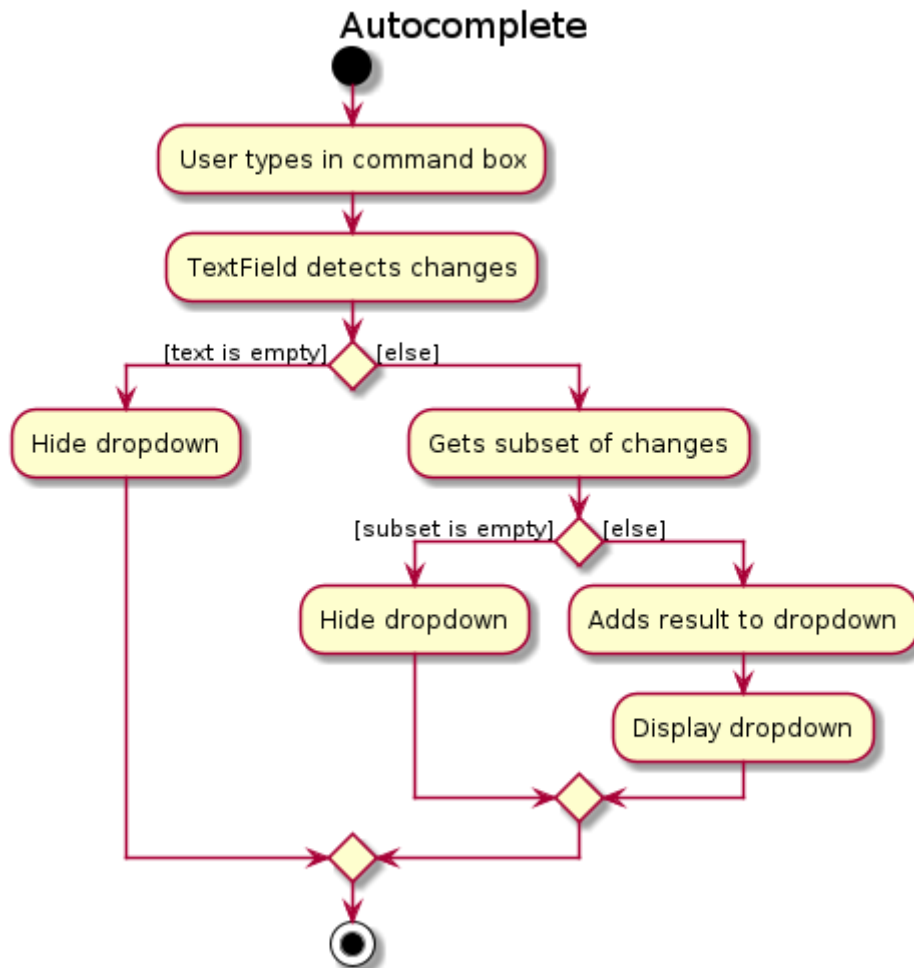 Autocomplete
User types in command box
TextField detects changes
[text is empty]
[else]
Hide dropdown
Gets subset of changes
[subset is empty]
[else]
Hide dropdown
Adds result to dropdown
Display dropdown